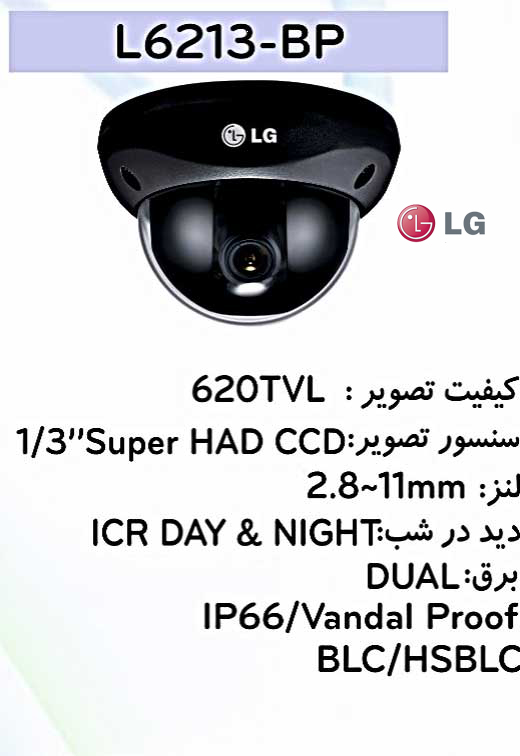 L6213-BP
LG
LG
کیفیت تصویر : 620TVL
سنسور تصویر:1/3''Super HAD CCD
لنز: 2.8~11mm
دید در شب:ICR DAY & NIGHT
برق:DUAL
IP66/Vandal Proof
BLC/HSBLC